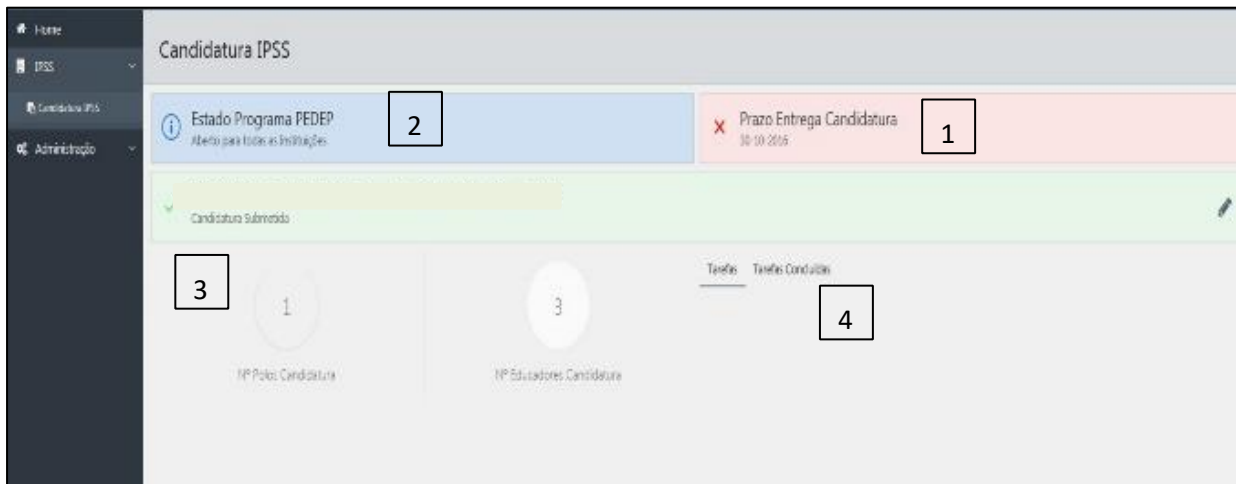 Home
IPSS
Candidatura IPSS
Administração
Candidatura IPSS
Estado Programa PEDEP
Aberto para todas as Instituições
2
Prazo Entrega Candidatura
30-10-2016
1
Candidatura Submetida
3
1
Nº Polos Candidatura
3
Nº Educadores Candidatura
Tarefas Tarefas Concluídas
4